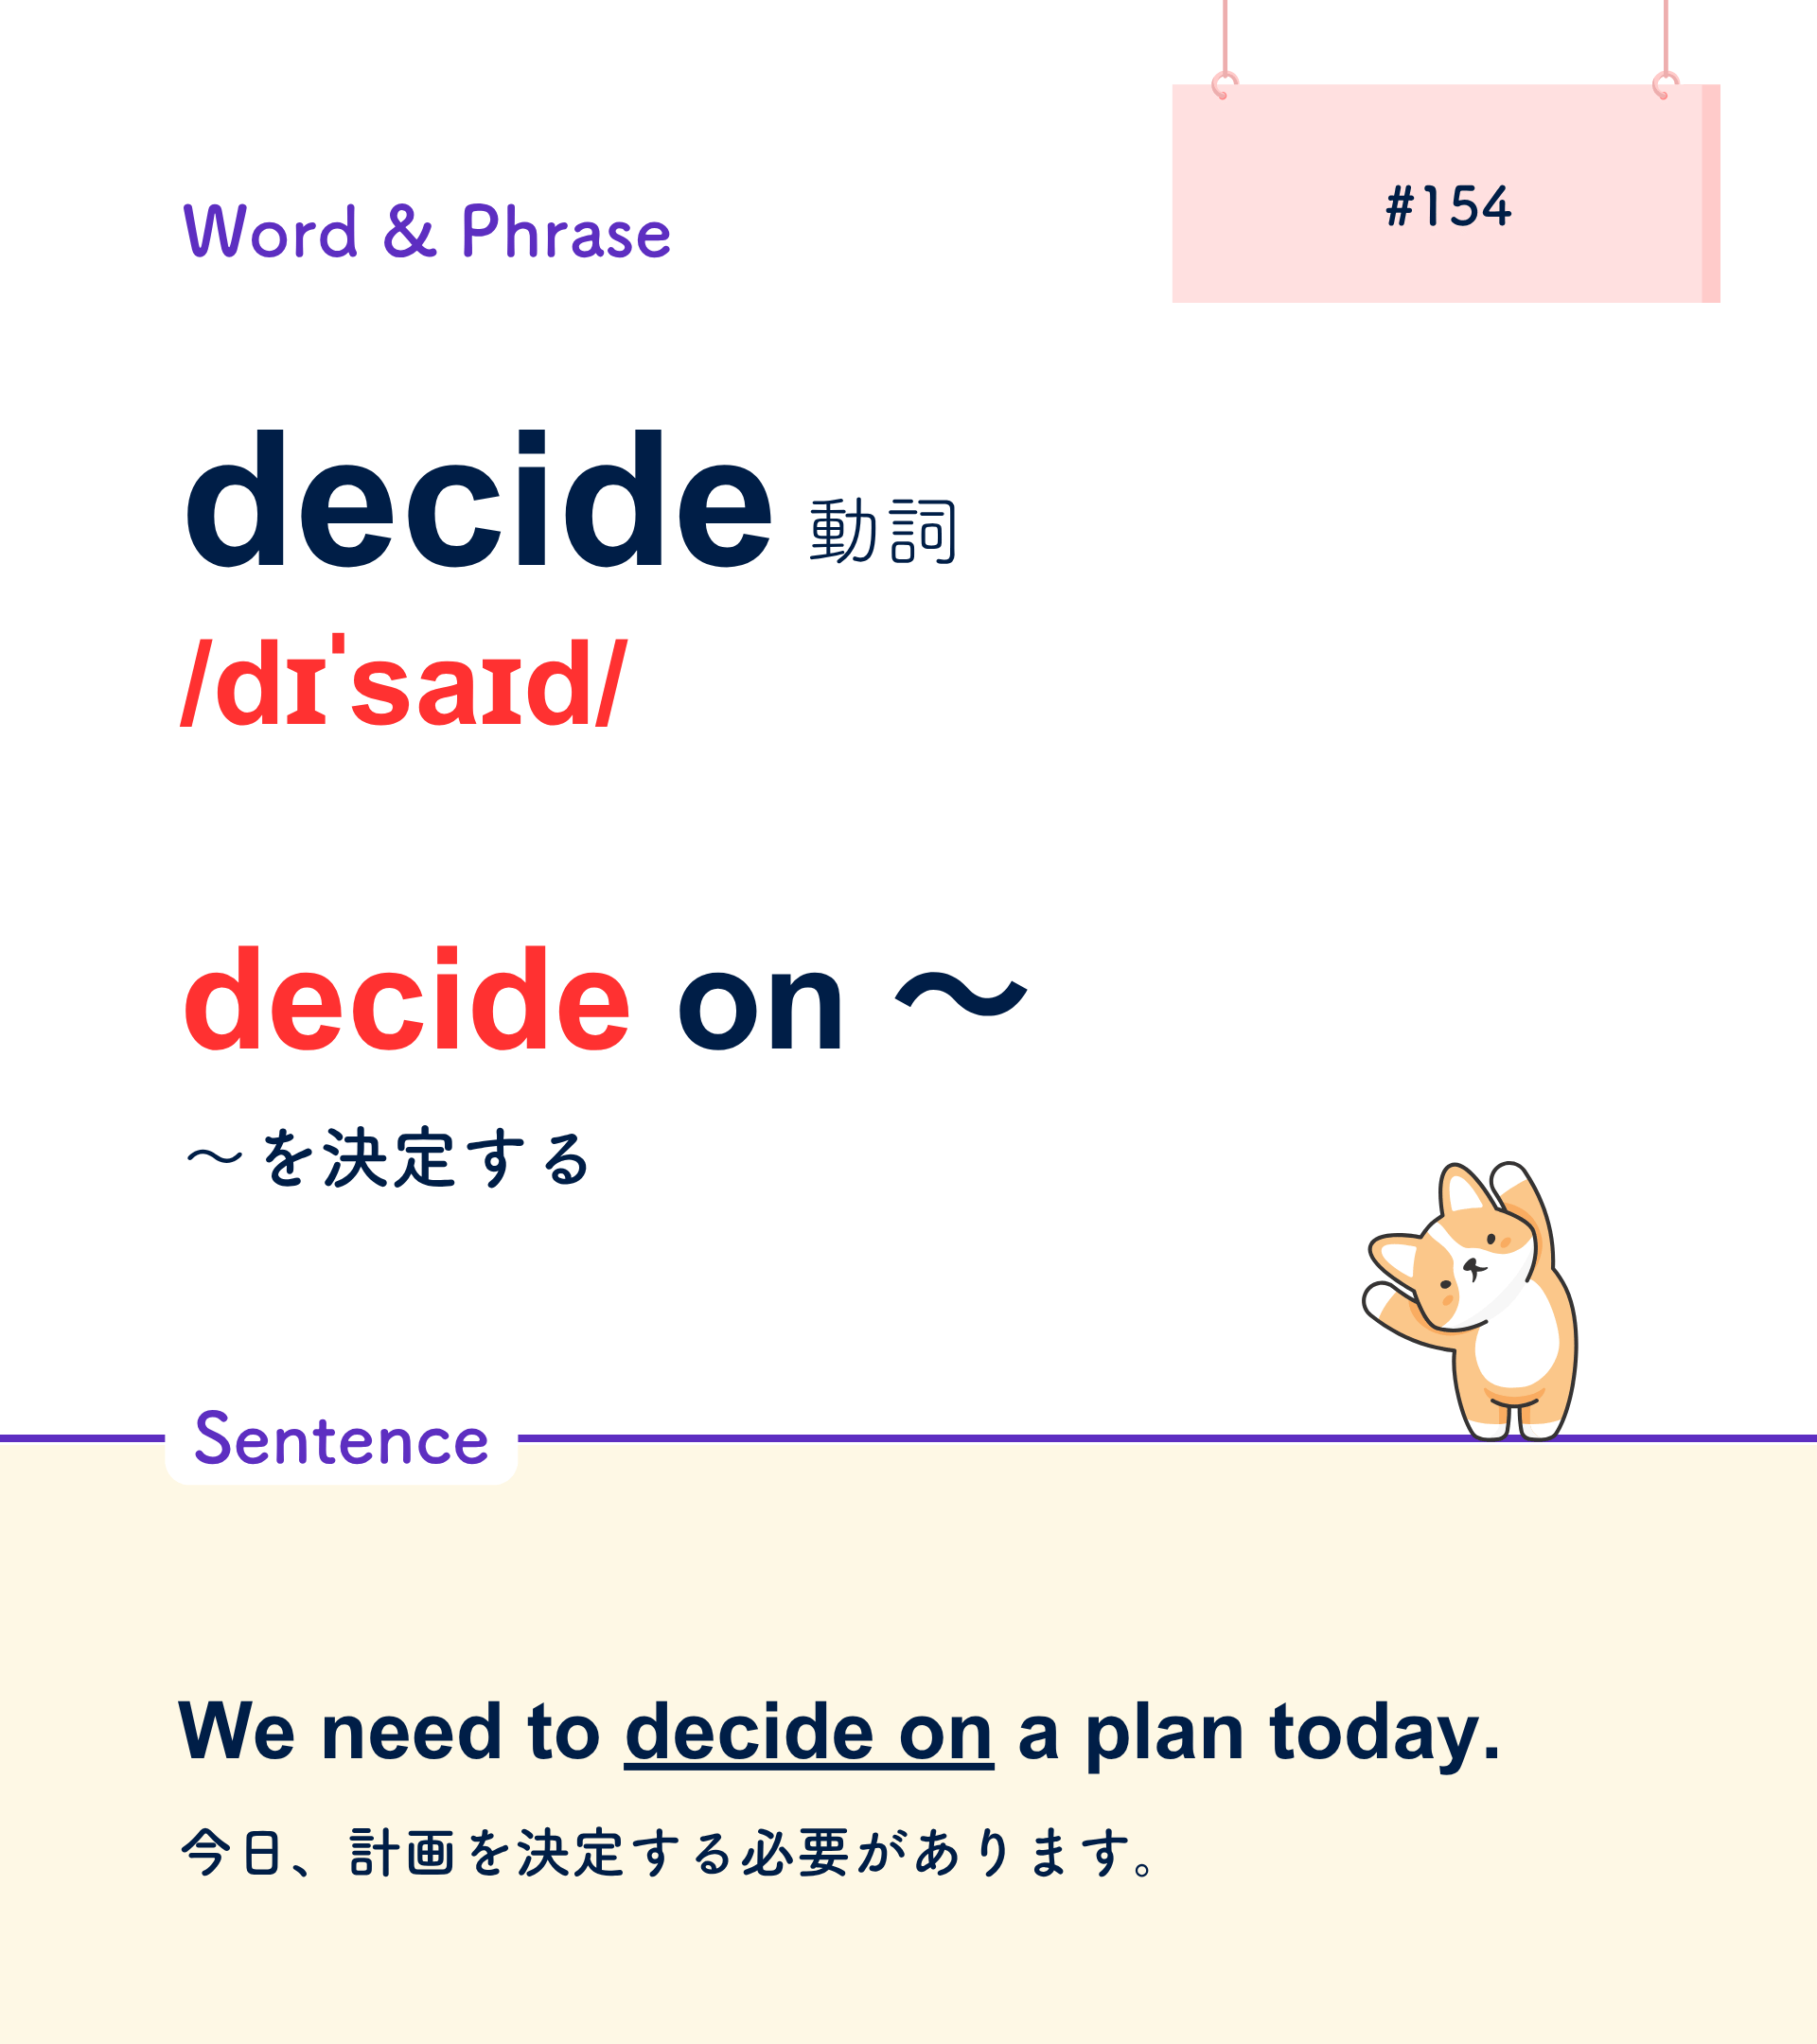 #154
Word & Phrase
decide 動詞
/dɪˈsaɪd/
decide on 〜
〜を決定する
Sentence
We need to decide on a plan today.
今日、計画を決定する必要があります。